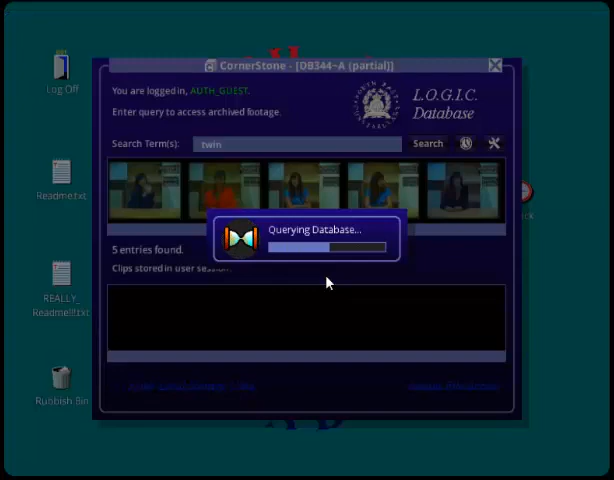 CornerStone - [DB344-A (partial)]
Log Off
You are logged in, AUTH_GUEST.
Enter query to access archived footage.
L.O.G.I.C.
Database
Search Term(s):
twin
Search
Readme.txt
Querying Database...
5 entries found.
Clips stored in user session.
REALLY_
Readme!!!.txt
Rubbish Bin